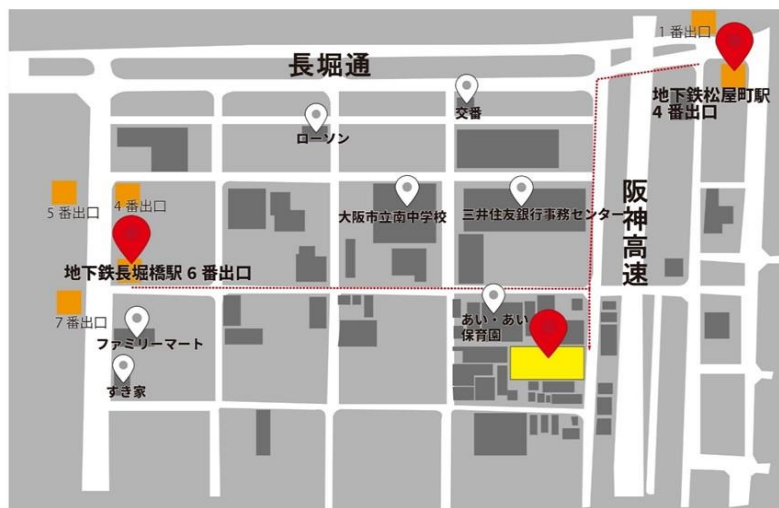 1 番出口
長堀通
地下鉄松屋町駅
4 番出口
交番
ローソン
阪神高速
5 番出口
4 番出口
大阪市立南中学校
三井住友銀行事務センター
地下鉄長堀橋駅 6 番出口
7 番出口
ファミリーマート
あい・あい
保育園
すき家